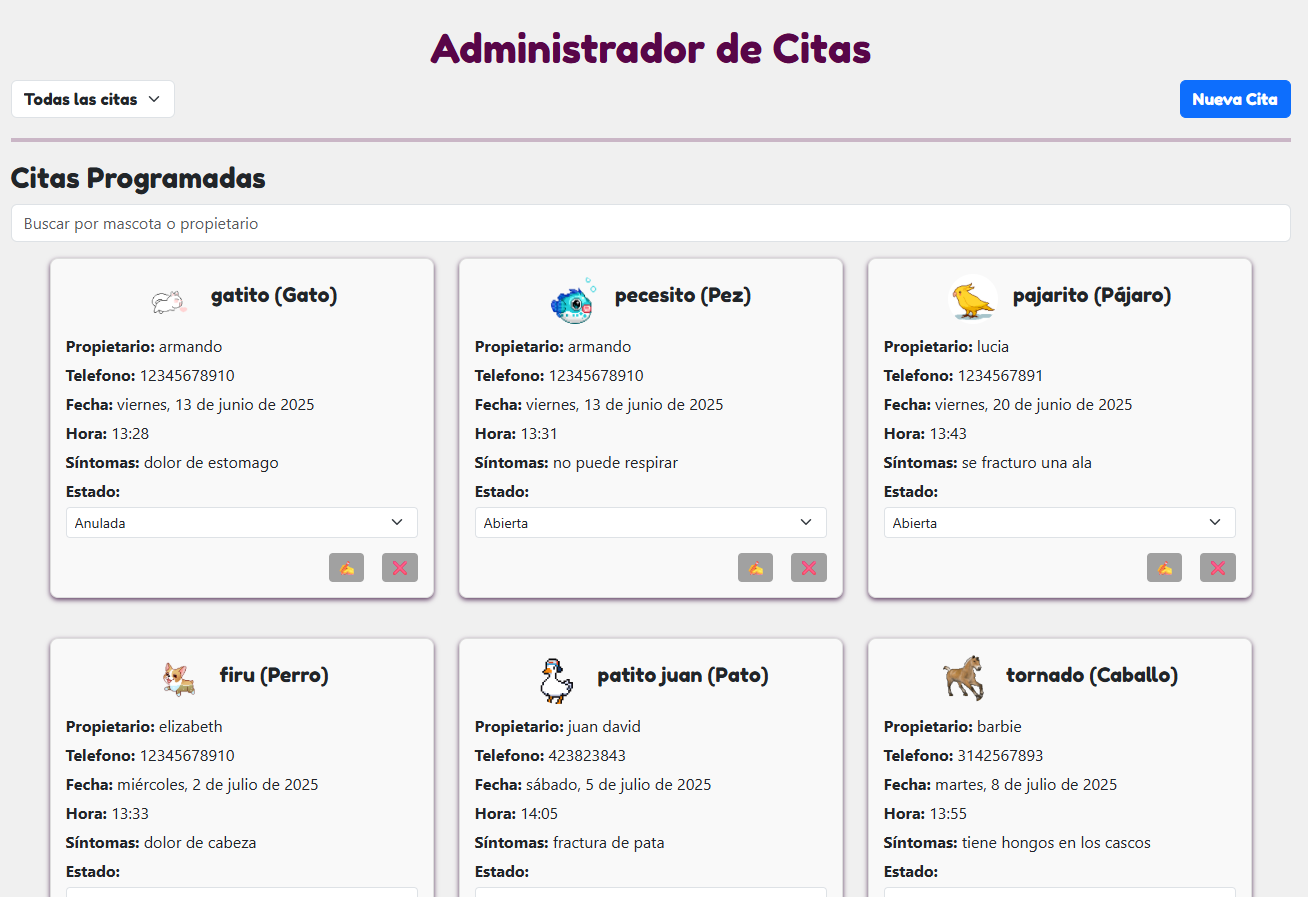 Administrador de Citas
Todas las citas
Nueva Cita
Citas Programadas
Buscar por mascota o propietario
gatito (Gato)
Propietario: armando
Telefono: 12345678910
Fecha: viernes, 13 de junio de 2025
Hora: 13:28
Síntomas: dolor de estomago
Estado:
Anulada
pecesito (Pez)
Propietario: armando
Telefono: 12345678910
Fecha: viernes, 13 de junio de 2025
Hora: 13:31
Síntomas: no puede respirar
Estado:
Abierta
pajarito (Pájaro)
Propietario: lucia
Telefono: 1234567891
Fecha: viernes, 20 de junio de 2025
Hora: 13:43
Síntomas: se fracturo una ala
Estado:
Abierta
firu (Perro)
Propietario: elizabeth
Telefono: 12345678910
Fecha: miércoles, 2 de julio de 2025
Hora: 13:33
Síntomas: dolor de cabeza
Estado:
patito juan (Pato)
Propietario: juan david
Telefono: 423823843
Fecha: sábado, 5 de julio de 2025
Hora: 14:05
Síntomas: fractura de pata
Estado:
tornado (Caballo)
Propietario: barbie
Telefono: 3142567893
Fecha: martes, 8 de julio de 2025
Hora: 13:55
Síntomas: tiene hongos en los cascos
Estado: